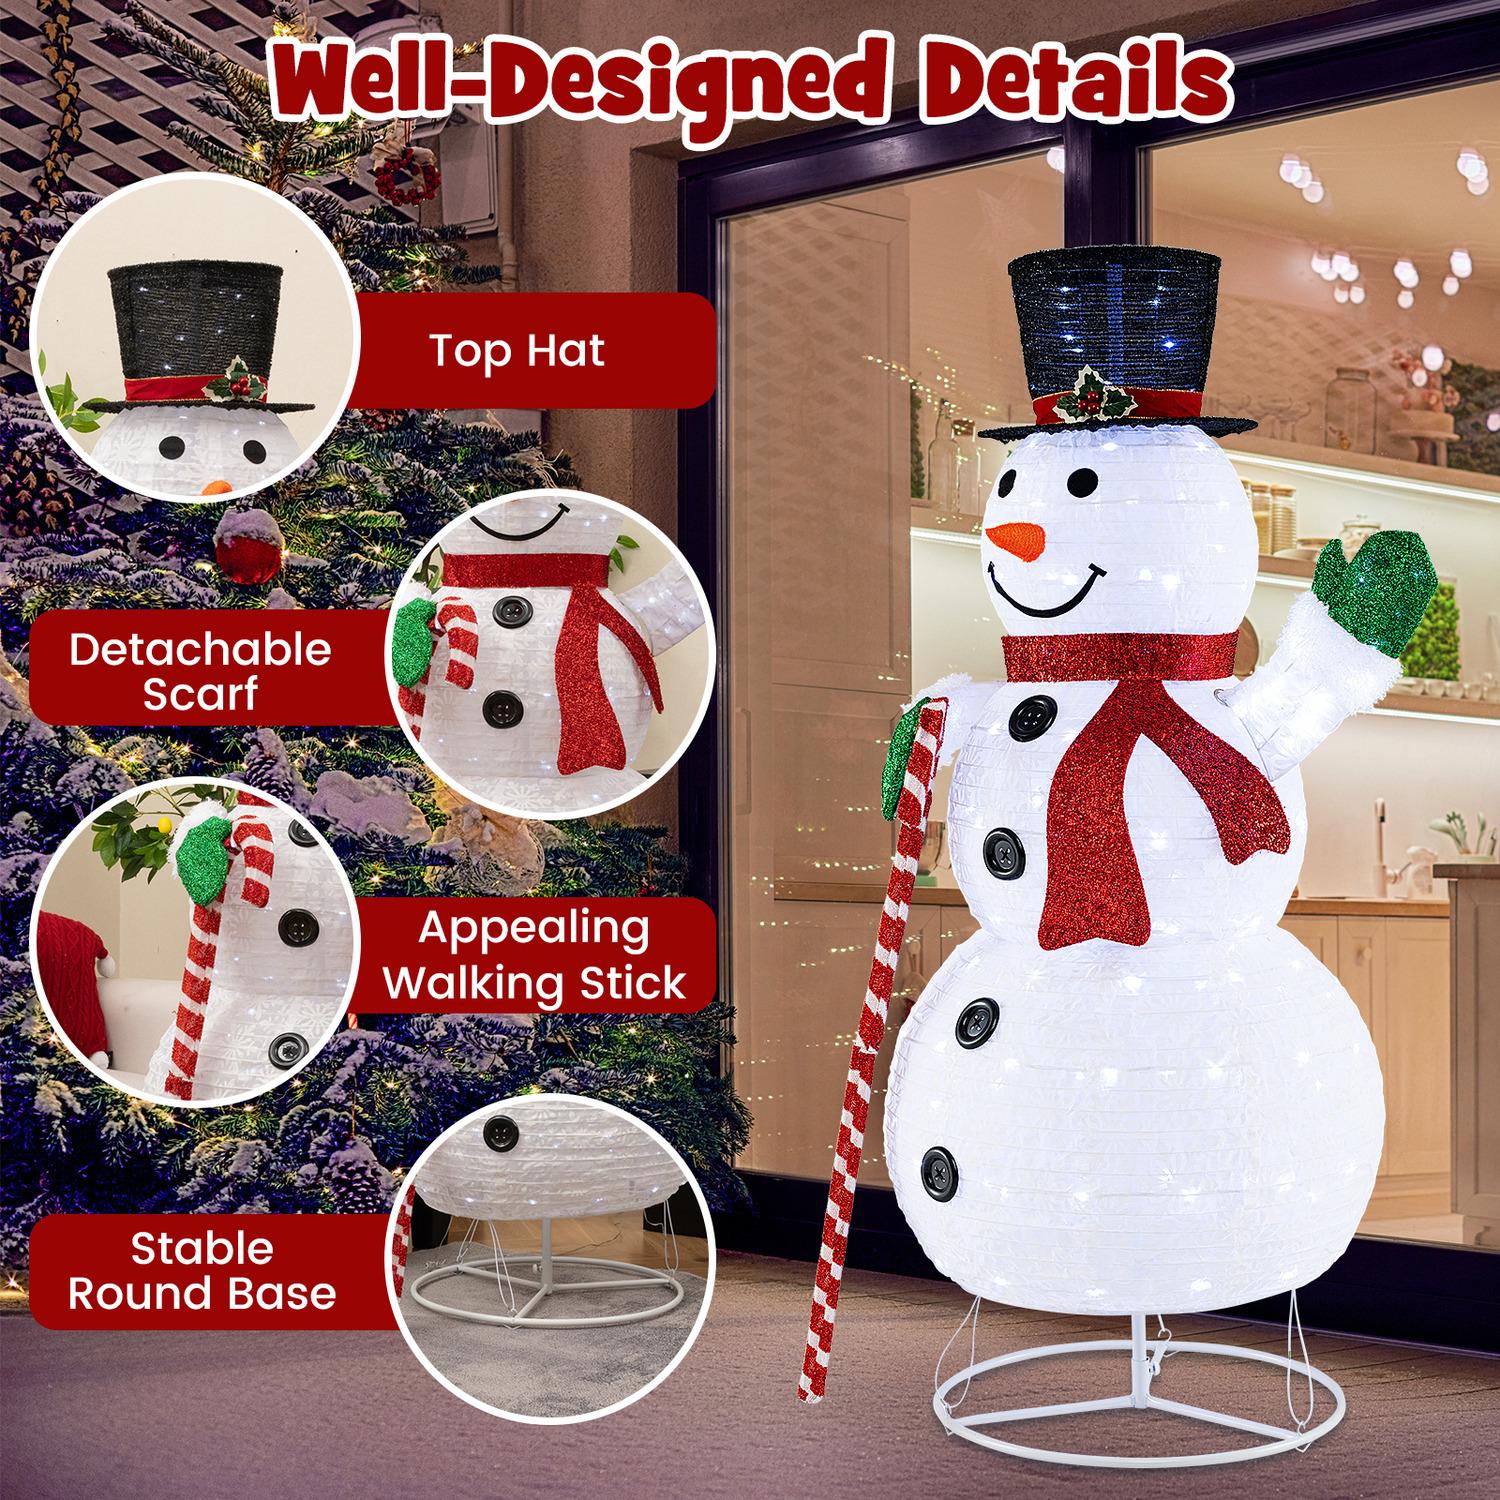 Well-Designed Details
Top Hat
Detachable
Scarf
Appealing
Walking Stick
Stable
Round Base